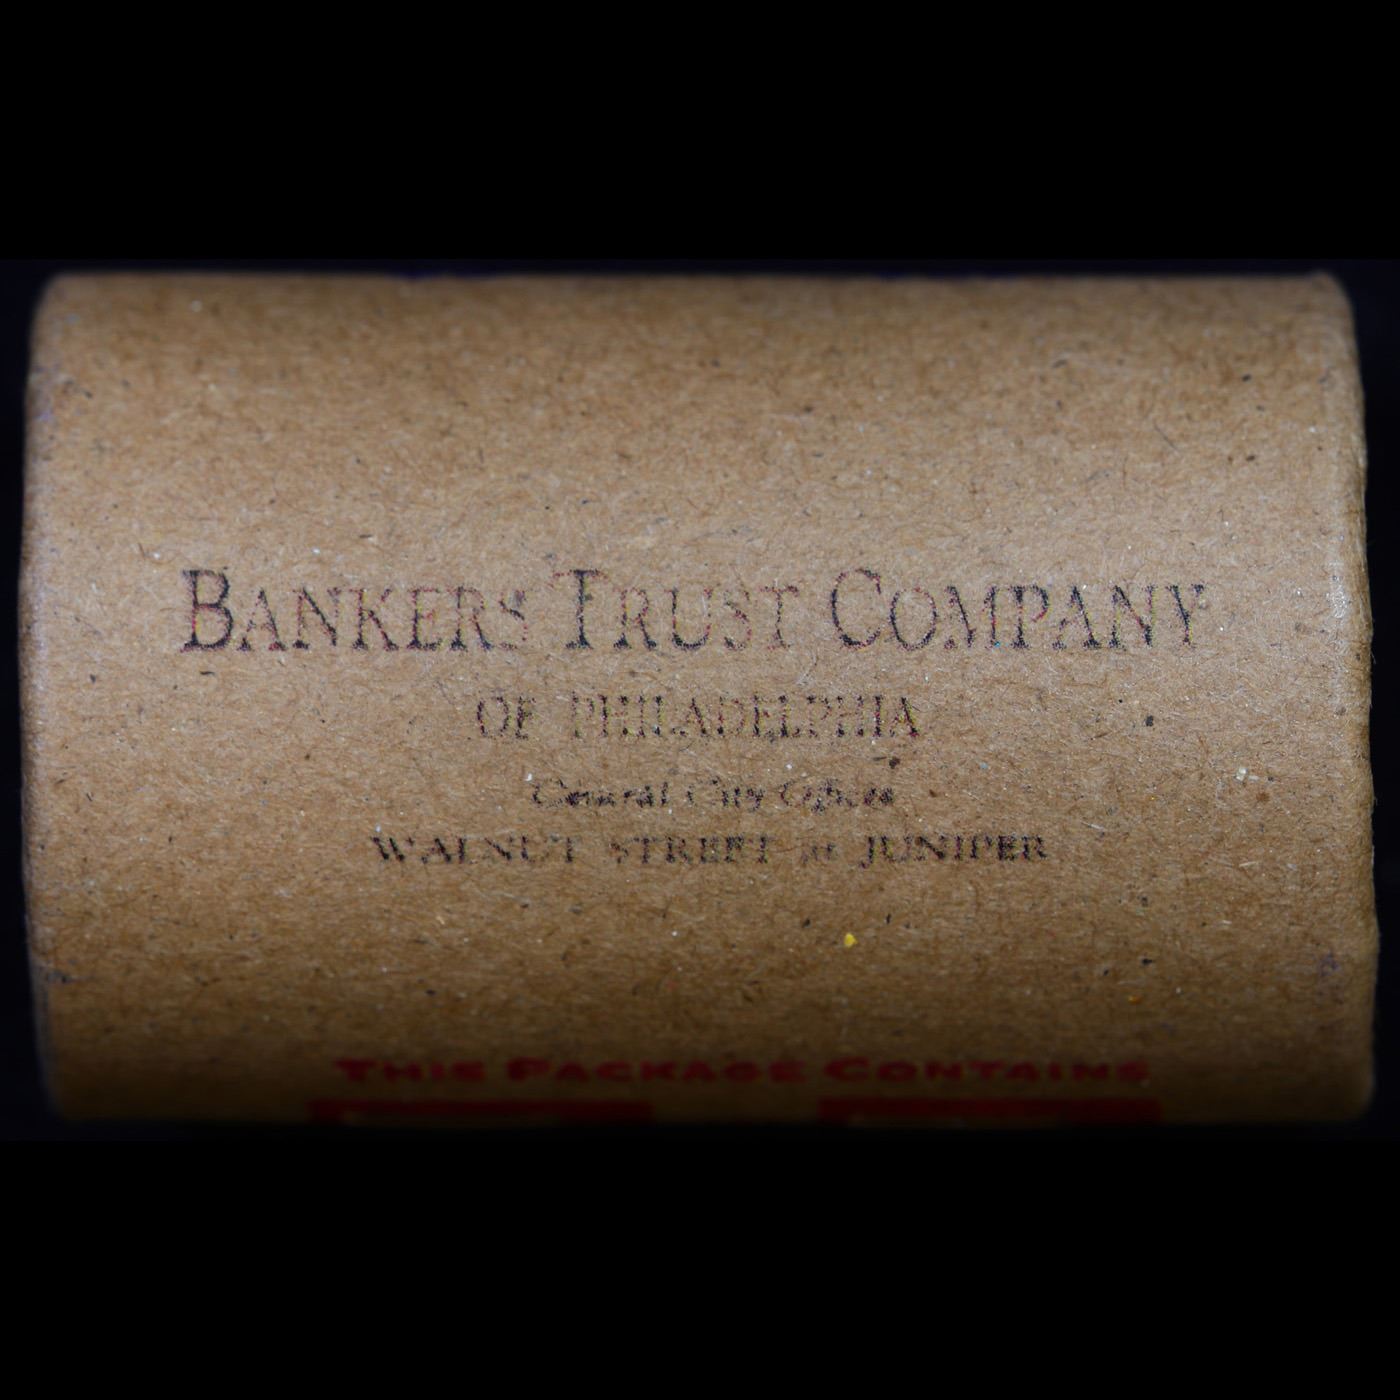 BANKERS TRUST COMPANY
OF PHILADELPHIA
Central City Offices
WALNUT STREET at JUNIPER
THIS PACKAGE CONTAINS